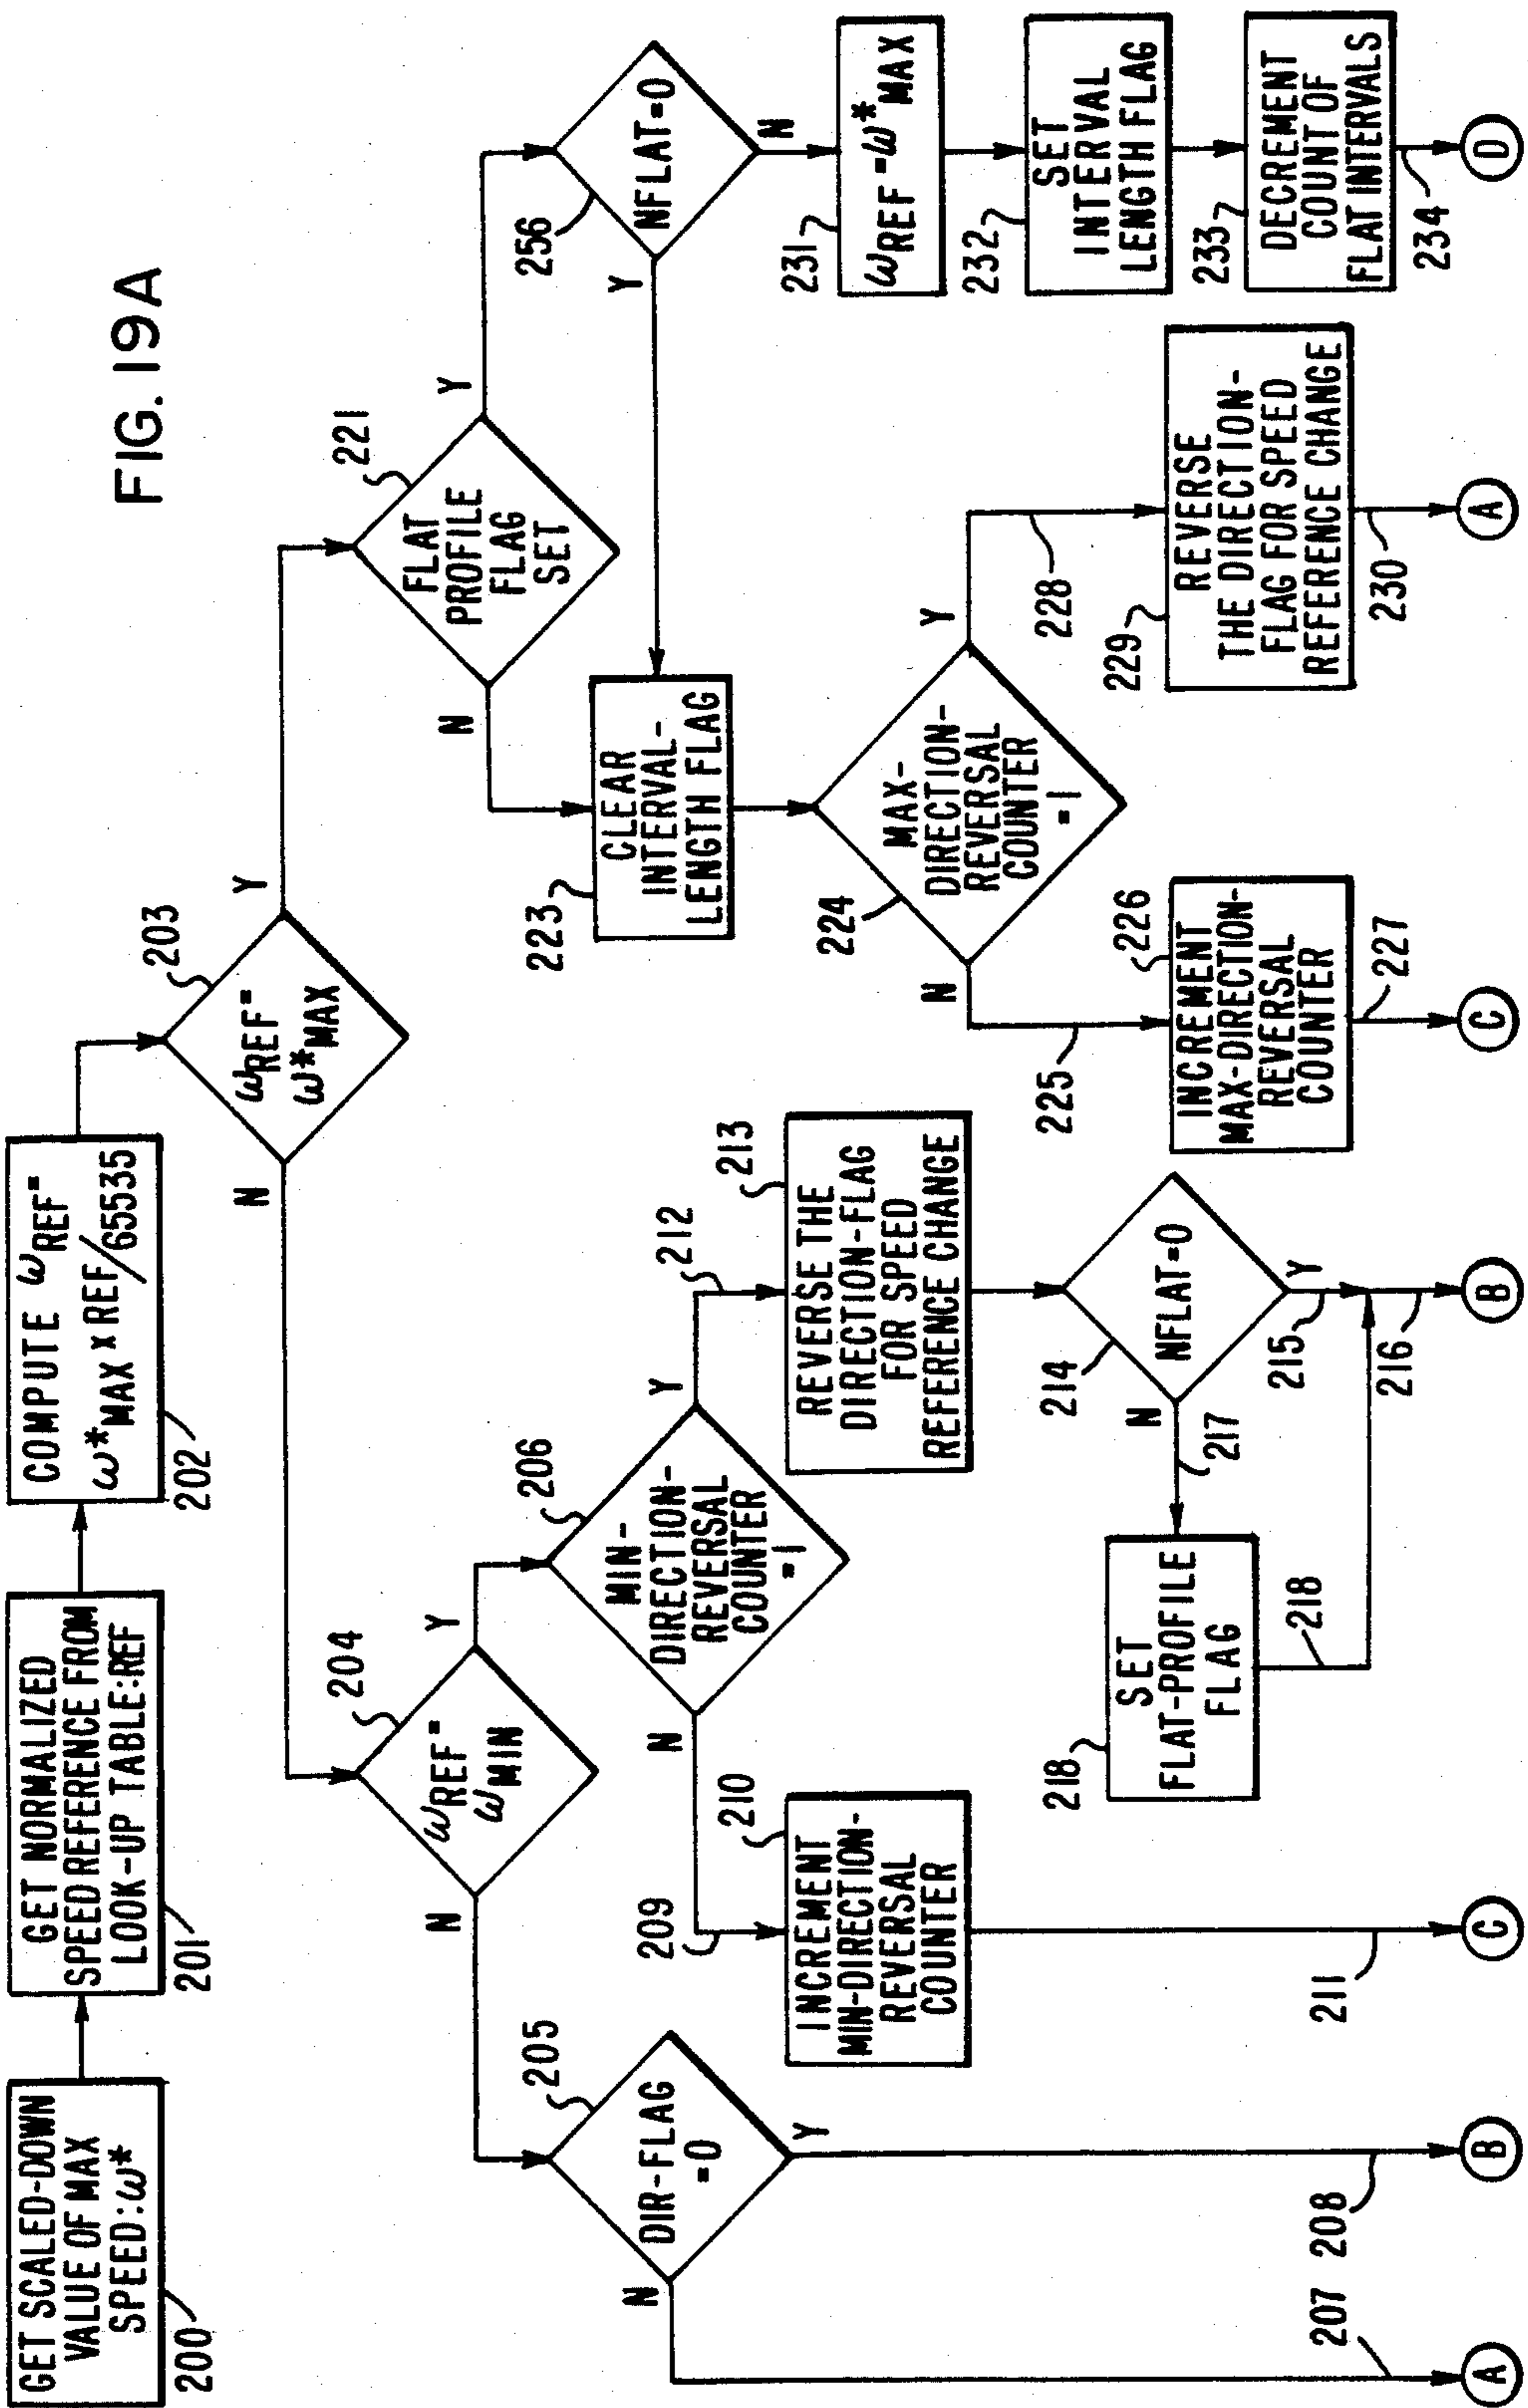 FIG. 19A
GET SCALED-DOWN
VALUE OF MAX
SPEED:ω*
200
GET NORMALIZED
SPEED REFERENCE FROM
LOOK-UP TABLE:REF
201
COMPUTE ωREF=
ω*MAX x REF/65535
202
ωREF=
ω*MAX
203
N
Y
ωREF=
ωMIN
204
N
Y
FLAT
PROFILE
FLAG
SET
221
N
Y
DIR-FLAG
=0
205
N
Y
MIN-
DIRECTION-
REVERSAL
COUNTER
=1
206
N
Y
209
212
NFLAT=0
256
Y
N
CLEAR
INTERVAL-
LENGTH FLAG
223
INCREMENT
MIN-DIRECTION-
REVERSAL
COUNTER
210
REVERSE THE
DIRECTION-FLAG
FOR SPEED
REFERENCE CHANGE
213
MAX-
DIRECTION-
REVERSAL
COUNTER
=1
224
N
Y
225
228
ωREF=ω*MAX
231
SET
INTERVAL
LENGTH FLAG
232
DECREMENT
COUNT OF
FLAT INTERVALS
233
234
NFLAT=0
214
N
217
Y
215
SET
FLAT-PROFILE
FLAG
218
218
216
INCREMENT
MAX-DIRECTION-
REVERSAL
COUNTER
226
227
REVERSE
THE DIRECTION-
FLAG FOR SPEED
REFERENCE CHANGE
229
230
207
208
211
A
B
C
B
C
A
D